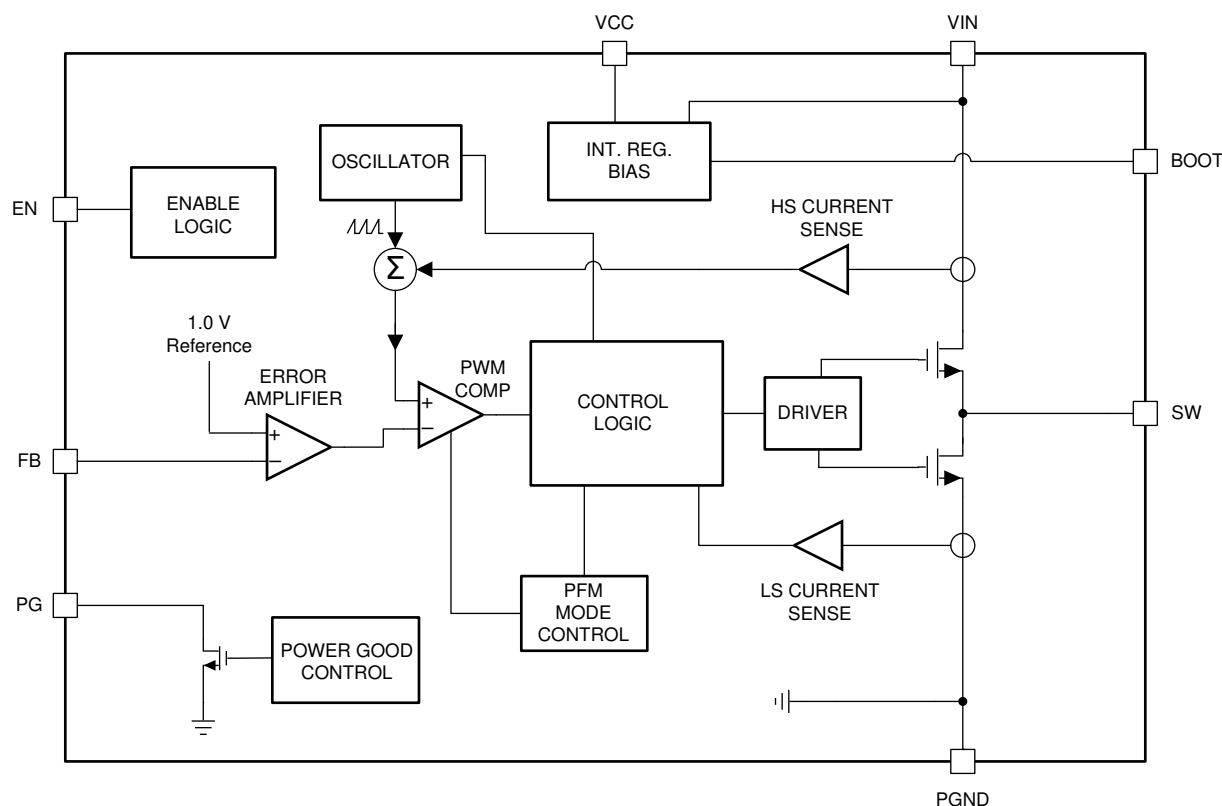 VCC
VIN
OSCILLATOR
INT. REG.
BIAS
BOOT
EN
ENABLE
LOGIC
HS CURRENT
SENSE
Σ
1.0 V
Reference
ERROR
AMPLIFIER
PWM
COMP
+
−
CONTROL
LOGIC
DRIVER
SW
+
−
FB
PG
POWER GOOD
CONTROL
PFM
MODE
CONTROL
LS CURRENT
SENSE
PGND